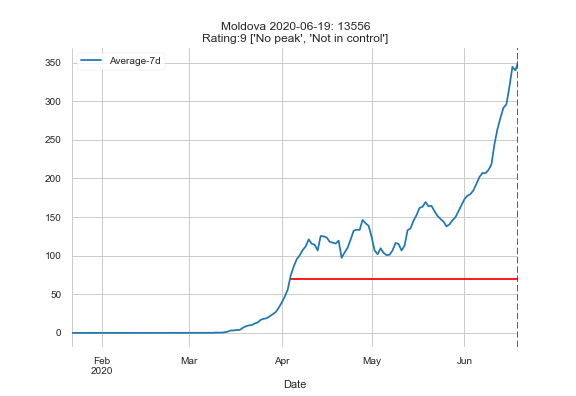 Moldova 2020-06-19: 13556
Rating:9 ['No peak', 'Not in control']
Average-7d
350
300
250
200
150
100
50
0
Feb
2020
Mar
Apr
May
Jun
Date